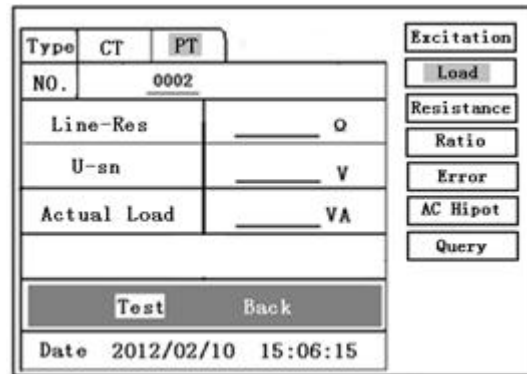 Type CT PT
NO. 0002
Line-Res Ω
U-sn V
Actual Load VA
Test Back
Date 2012/02/10 15:06:15
Excitation
Load
Resistance
Ratio
Error
AC Hipot
Query